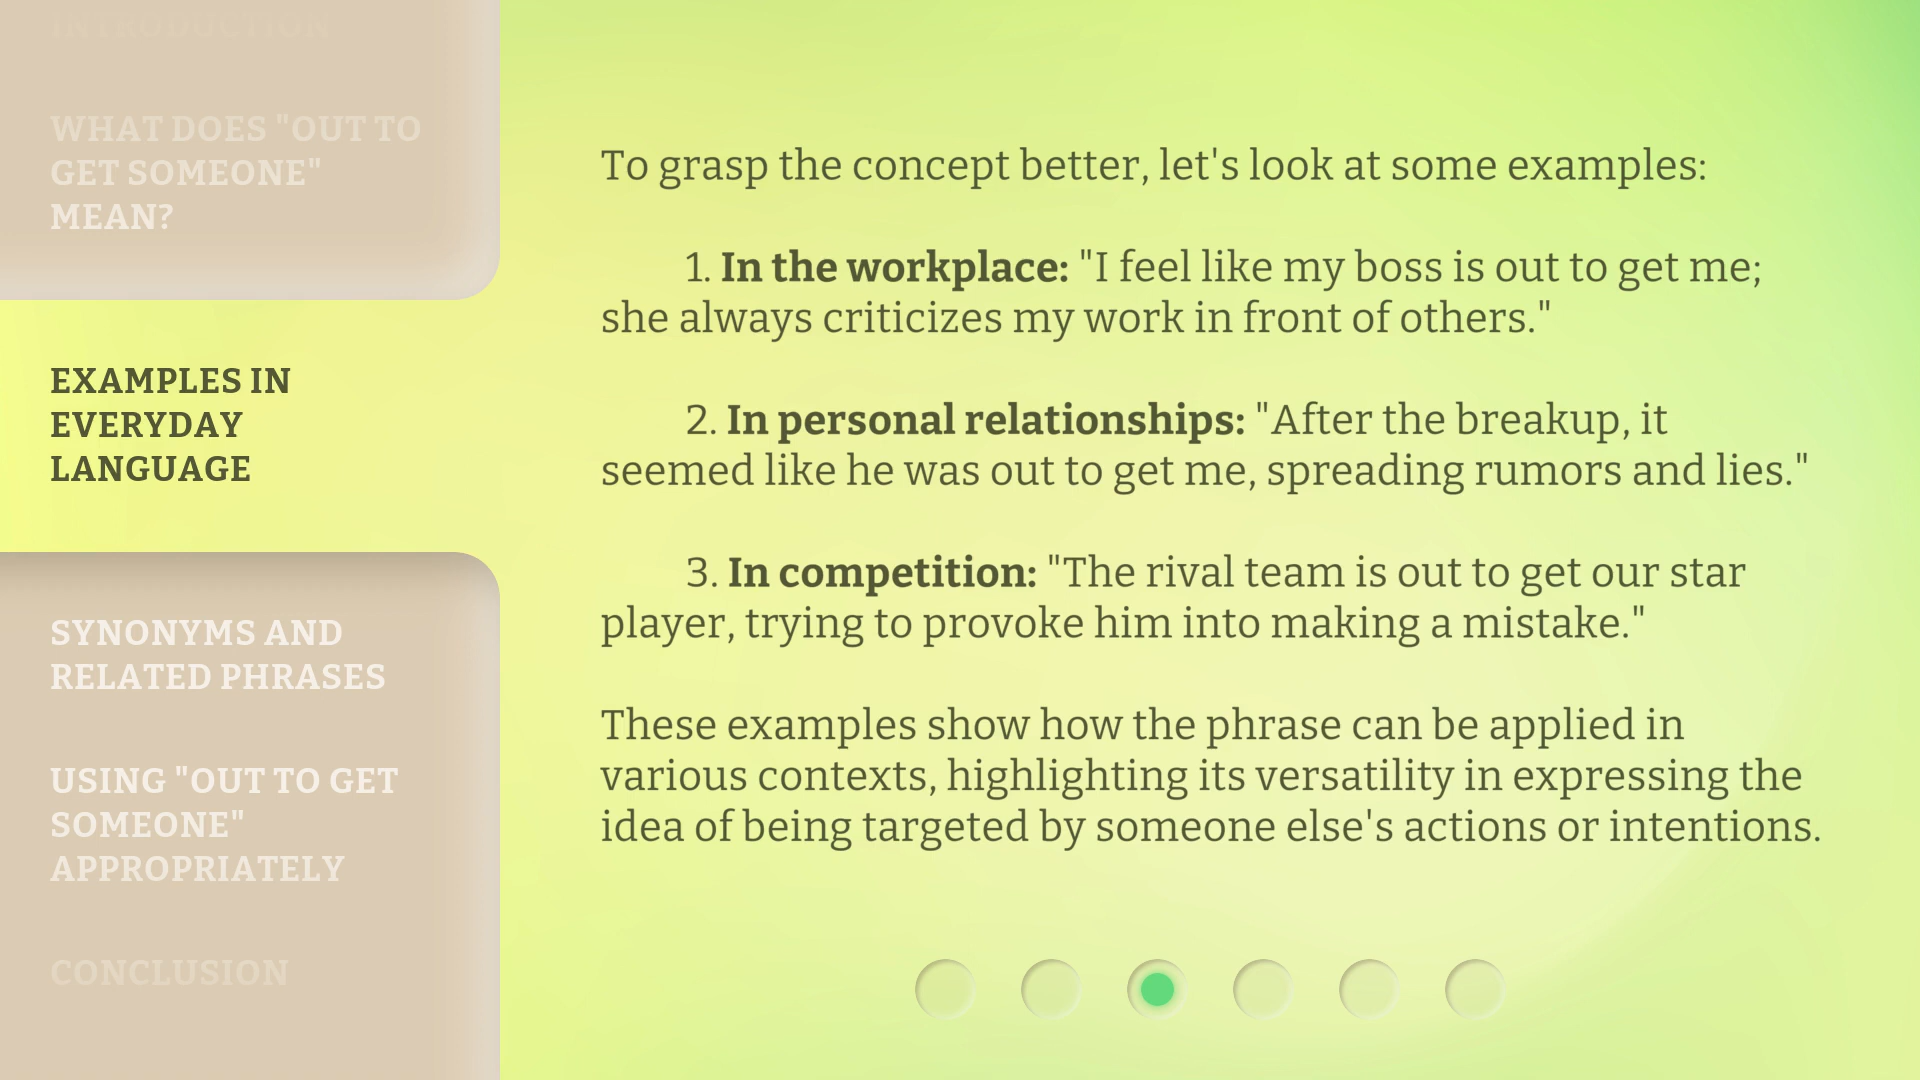 INTRODUCTION
WHAT DOES "OUT TO
GET SOMEONE"
MEAN?
EXAMPLES IN
EVERYDAY
LANGUAGE
SYNONYMS AND
RELATED PHRASES
USING "OUT TO GET
SOMEONE"
APPROPRIATELY
CONCLUSION
To grasp the concept better, let's look at some examples:
1. In the workplace: "I feel like my boss is out to get me;
she always criticizes my work in front of others."
2. In personal relationships: "After the breakup, it
seemed like he was out to get me, spreading rumors and lies."
3. In competition: "The rival team is out to get our star
player, trying to provoke him into making a mistake."
These examples show how the phrase can be applied in
various contexts, highlighting its versatility in expressing the
idea of being targeted by someone else's actions or intentions.